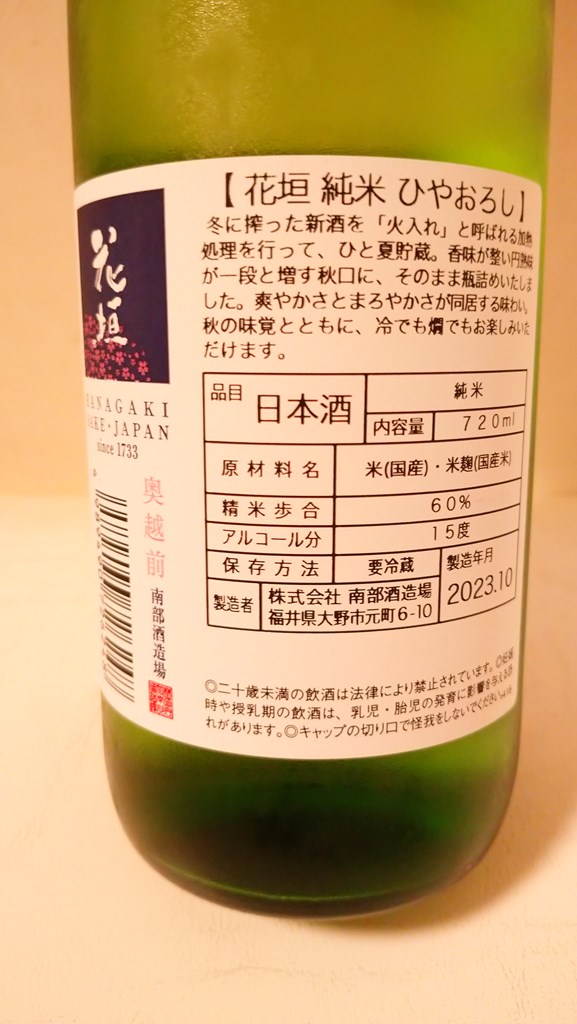 【花垣 純米 ひやおろし】
冬に搾った新酒を「火入れ」と呼ばれる加熱
処理を行って、ひと夏貯蔵。香味が整い円熟味
が一段と増す秋口に、そのまま瓶詰めいたしま
した。爽やかさとまろやかさが同居する味わい。
秋の味覚とともに、冷でも燗でもお楽しみいた
だけます。
花垣
HANAGAKI
SAKE・JAPAN
since 1733
奥越前 南部酒造場
品目 日本酒 純米
内容量 720ml
原材料名 米(国産)・米麹(国産米)
精米歩合 60%
アルコール分 15度
保存方法 要冷蔵
製造年月 2023.10
製造者 株式会社 南部酒造場
福井県大野市元町6-10
◎二十歳未満の飲酒は法律により禁止されています。◎妊娠
時や授乳期の飲酒は、乳児・胎児の発育に影響を与える恐
れがあります。◎キャップの切り口で怪我をしないでください